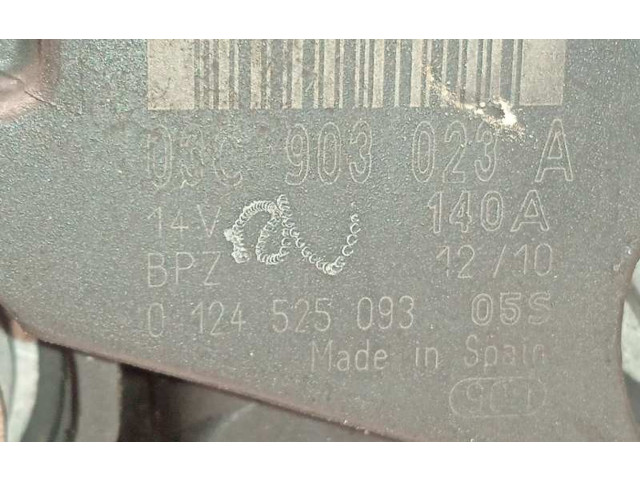 03C 903 023 A
14V 140A
BPZ 12/10
0 124 525 093 05S
Made in Spain